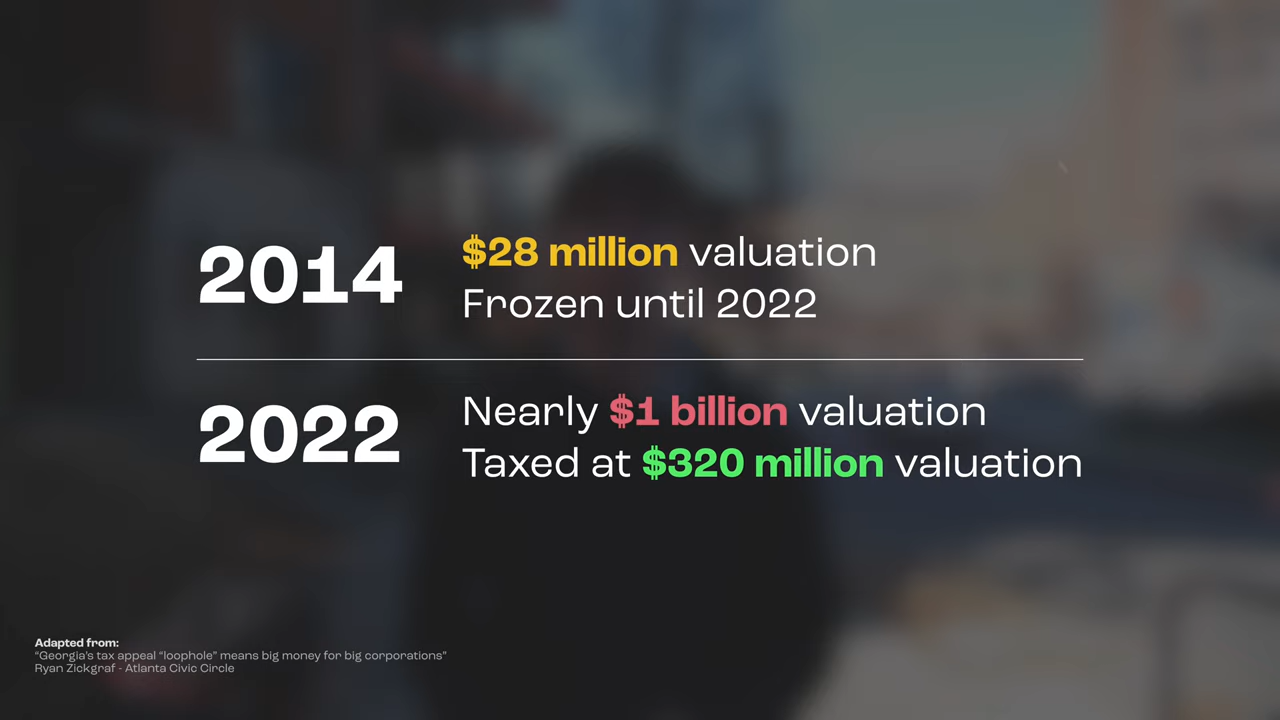 2014
$28 million valuation
Frozen until 2022
2022
Nearly $1 billion valuation
Taxed at $320 million valuation
Adapted from:
“Georgia's tax appeal “loophole” means big money for big corporations”
Ryan Zickgraf - Atlanta Civic Circle